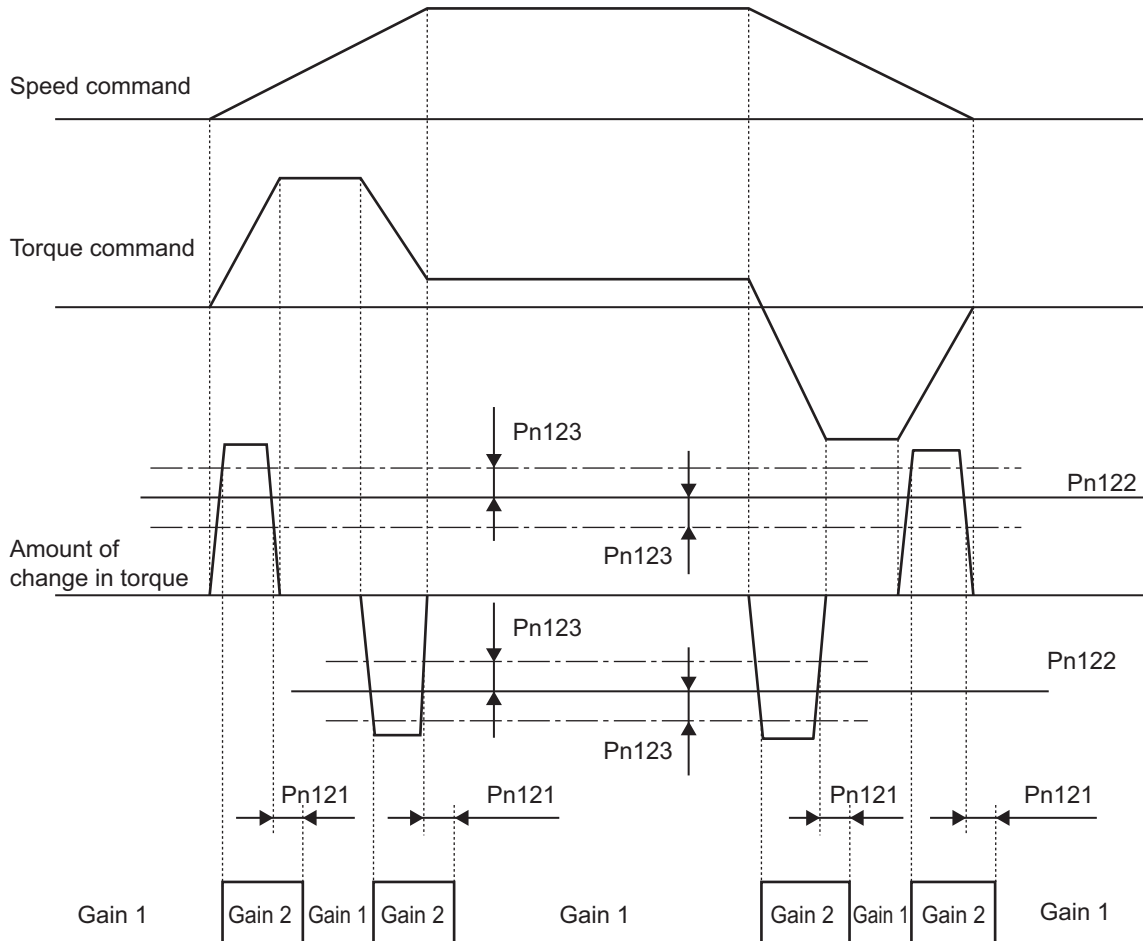 Speed command
Torque command
Pn123
Pn122
Pn123
Amount of
change in torque
Pn123
Pn122
Pn123
Pn121
Pn121
Pn121
Pn121
Gain 1
Gain 2
Gain 1
Gain 2
Gain 1
Gain 2
Gain 1
Gain 2
Gain 1